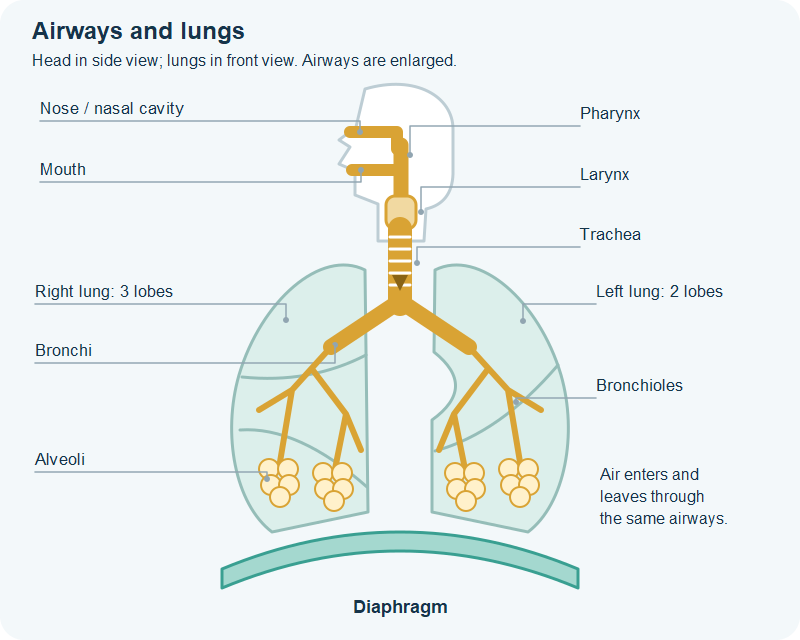 Airways and lungs
Head in side view; lungs in front view. Airways are enlarged.
Nose / nasal cavity
Pharynx
Mouth
Larynx
Trachea
Right lung: 3 lobes
Left lung: 2 lobes
Bronchi
Bronchioles
Alveoli
Air enters and
leaves through
the same airways.
Diaphragm